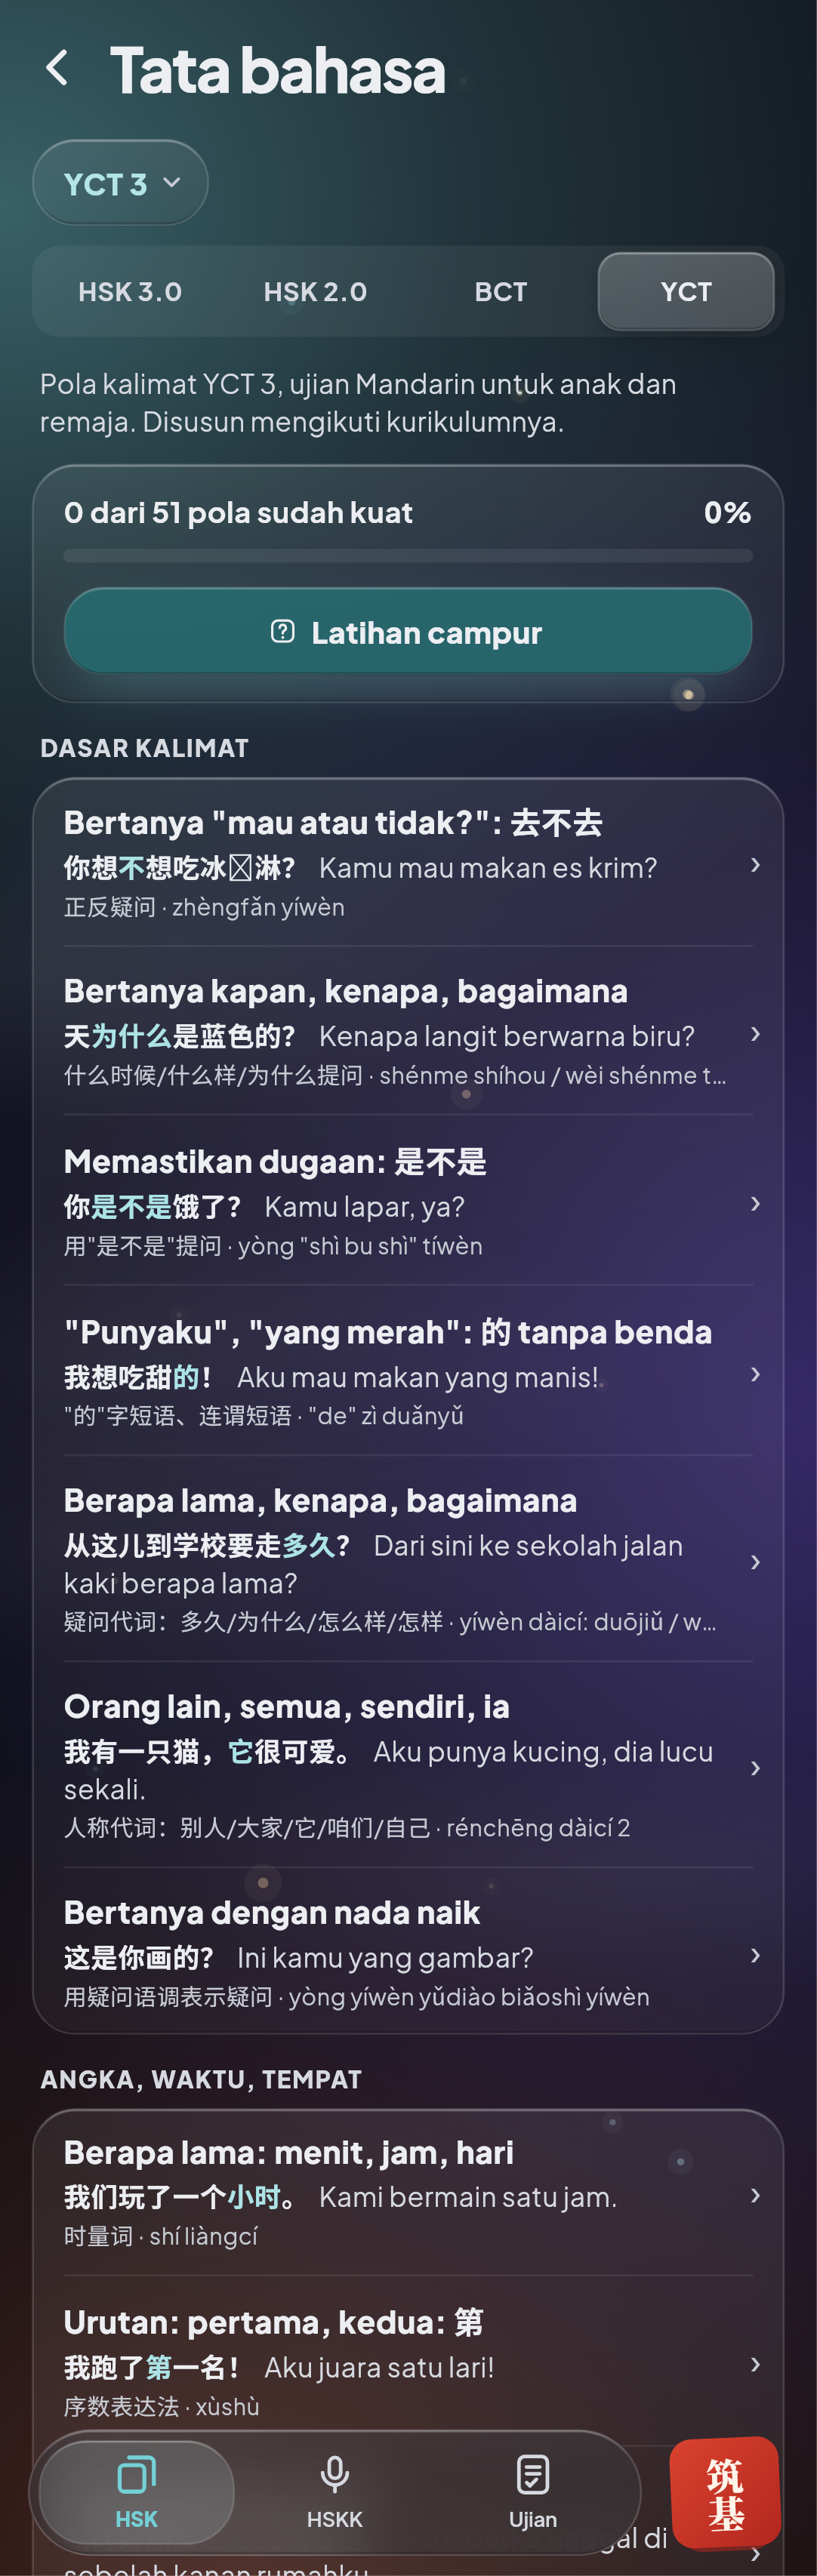 Tata bahasa
YCT 3
HSK 3.0
HSK 2.0
BCT
YCT
Pola kalimat YCT 3, ujian Mandarin untuk anak dan
remaja. Disusun mengikuti kurikulumnya.
0 dari 51 pola sudah kuat
0%
Latihan campur
DASAR KALIMAT
Bertanya "mau atau tidak?": 去不去
你想不想吃冰淋? Kamu mau makan es krim?
正反疑问 · zhèngfǎn yíwèn
Bertanya kapan, kenapa, bagaimana
天为什么是蓝色的? Kenapa langit berwarna biru?
什么时候/什么样/为什么提问 · shénme shíhou / wèi shénme t...
Memastikan dugaan: 是不是
你是不是饿了? Kamu lapar, ya?
用"是不是"提问 · yòng "shì bu shì" tíwèn
"Punyaku", "yang merah": 的 tanpa benda
我想吃甜的! Aku mau makan yang manis!
"的"字短语、连谓短语 · "de" zì duǎnyǔ
Berapa lama, kenapa, bagaimana
从这儿到学校要走多久? Dari sini ke sekolah jalan
kaki berapa lama?
疑问代词：多久/为什么/怎么样/怎样 · yíwèn dàicí: duōjiǔ / w...
Orang lain, semua, sendiri, ia
我有一只猫，它很可爱。 Aku punya kucing, dia lucu
sekali.
人称代词：别人/大家/它/咱们/自己 · rénchēng dàicí 2
Bertanya dengan nada naik
这是你画的? Ini kamu yang gambar?
用疑问语调表示疑问 · yòng yíwèn yǔdiào biǎoshì yíwèn
ANGKA, WAKTU, TEMPAT
Berapa lama: menit, jam, hari
我们玩了一个小时。 Kami bermain satu jam.
时量词 · shí liàngcí
Urutan: pertama, kedua: 第
我跑了第一名! Aku juara satu lari!
序数表达法 · xùshù
di
sebelah kanan rumahku
HSK
HSKK
Ujian
筑基